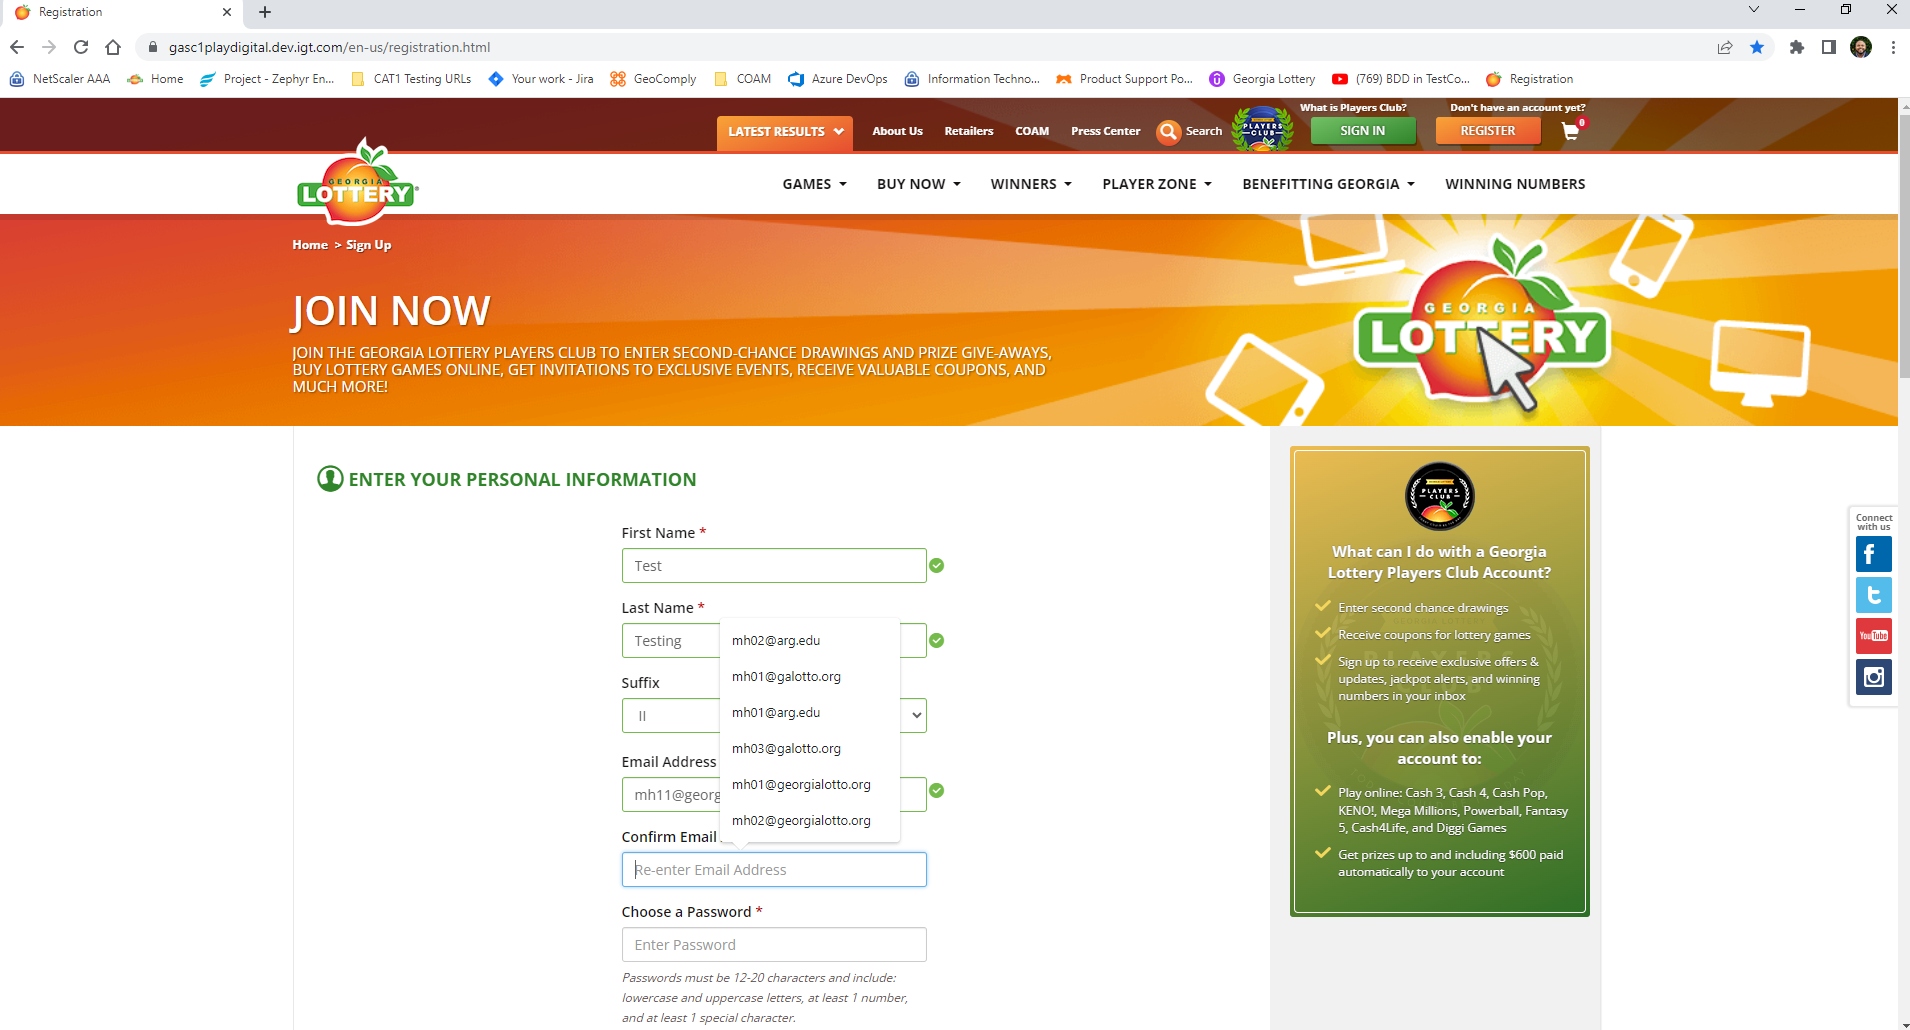 Registration
gasc1playdigital.dev.igt.com/en-us/registration.html
NetScaler AAA
Home
Project - Zephyr En...
CAT1 Testing URLs
Your work - Jira
GeoComply
COAM
Azure DevOps
Information Techno...
Product Support Po...
Georgia Lottery
(769) BDD in TestCo...
Registration
What is Players Club?
Don't have an account yet?
LATEST RESULTS
About Us
Retailers
COAM
Press Center
Search
PLAYERS
CLUB
SIGN IN
REGISTER
0
GEORGIA
LOTTERY
GAMES
BUY NOW
WINNERS
PLAYER ZONE
BENEFITTING GEORGIA
WINNING NUMBERS
Home > Sign Up
JOIN NOW
JOIN THE GEORGIA LOTTERY PLAYERS CLUB TO ENTER SECOND-CHANCE DRAWINGS AND PRIZE GIVE-AWAYS,
BUY LOTTERY GAMES ONLINE, GET INVITATIONS TO EXCLUSIVE EVENTS, RECEIVE VALUABLE COUPONS, AND
MUCH MORE!
GEORGIA
LOTTERY
ENTER YOUR PERSONAL INFORMATION
First Name *
Test
Last Name *
Testing
Suffix
II
Email Address
mh11@georg
mh02@arg.edu
mh01@galotto.org
mh01@arg.edu
mh03@galotto.org
mh01@georgialotto.org
mh02@georgialotto.org
Confirm Email
Re-enter Email Address
Choose a Password *
Enter Password
Passwords must be 12-20 characters and include:
lowercase and uppercase letters, at least 1 number,
and at least 1 special character.
PLAYERS
CLUB
What can I do with a Georgia
Lottery Players Club Account?
Enter second chance drawings
Receive coupons for lottery games
Sign up to receive exclusive offers &
updates, jackpot alerts, and winning
numbers in your inbox
Plus, you can also enable your
account to:
Play online: Cash 3, Cash 4, Cash Pop,
KENO!, Mega Millions, Powerball, Fantasy
5, Cash4Life, and Diggi Games
Get prizes up to and including $600 paid
automatically to your account
Connect
with us
YouTube